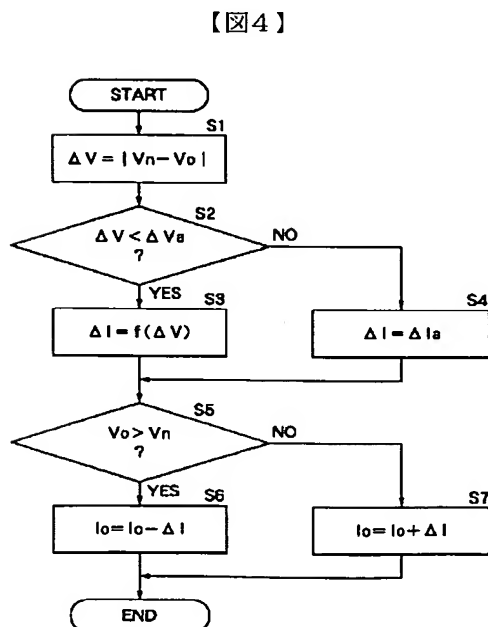 【図4】
START
S1
ΔV=|Vn−Vo|
S2
ΔV<ΔVa
?
NO
YES
S3
ΔI=f(ΔV)
S4
ΔI=ΔIa
S5
Vo>Vn
?
NO
YES
S6
Io=Io−ΔI
S7
Io=Io+ΔI
END